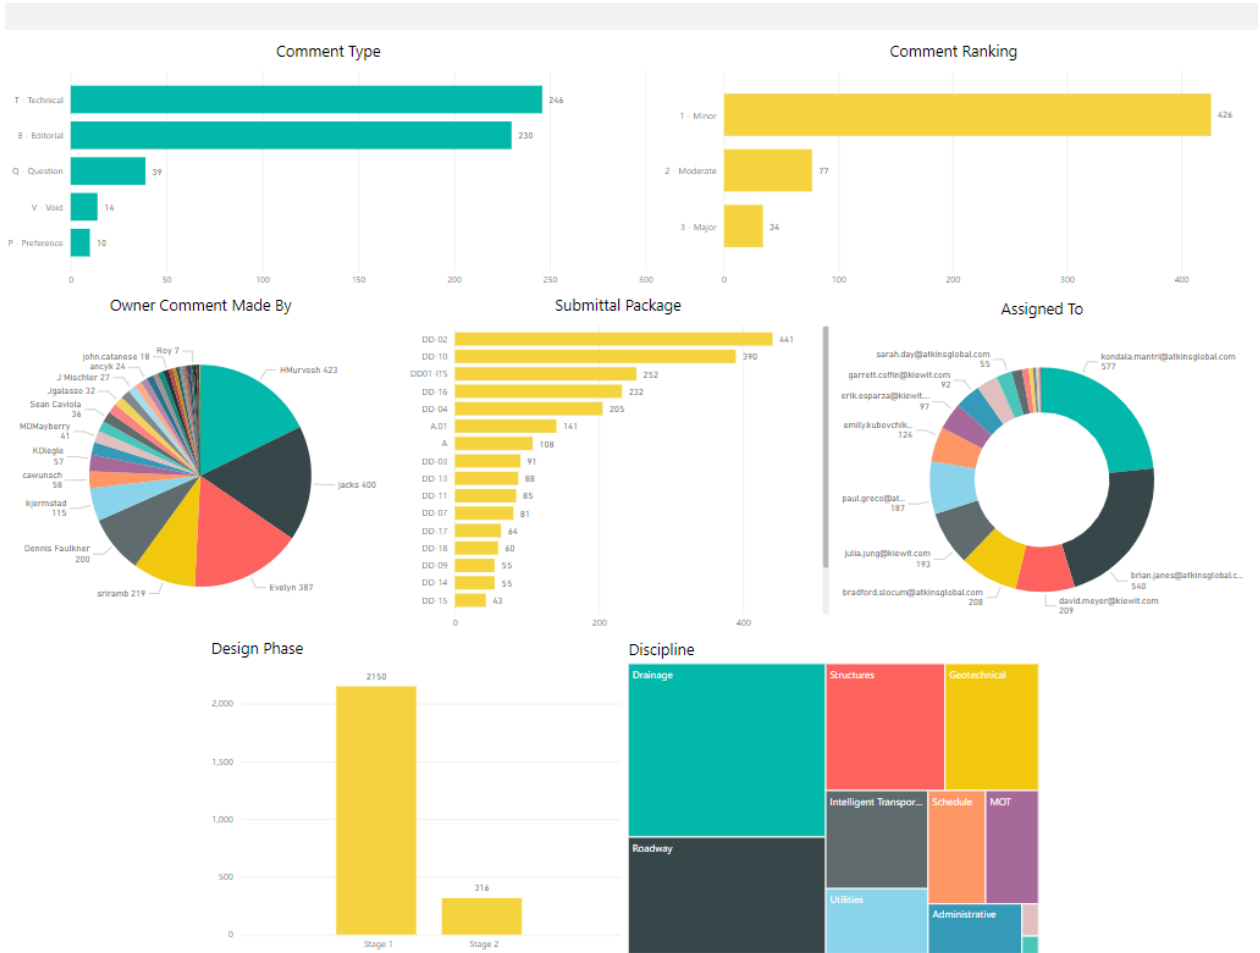 Comment Type
T - Technical 246
E - Editorial 230
Q - Question 39
V - Void 14
P - Preference 10
0 50 100 150 200 250 300
Comment Ranking
1 - Minor 426
2 - Moderate 77
3 - Major 34
0 100 200 300 400
Owner Comment Made By
Roy 7
john.catanese 18
ancyk 24
J Mischler 27
Jgalasso 32
Sean Caviola
36
MDMayberry
41
KDiegle
57
cawunsch
58
kjermstad
115
Dennis Faulkner
200
sriramb 219
Evelyn 387
jacks 400
HMurvosh 423
Submittal Package
DD-02 441
DD-10 390
DD01 ITS 252
DD-16 232
DD-04 205
A.01 141
A 108
DD-03 91
DD-13 88
DD-11 85
DD-07 81
DD-17 64
DD-18 60
DD-09 55
DD-14 55
DD-15 43
0 200 400
Assigned To
sarah.day@atkinsglobal.com
55
garrett.coffin@kiewit.com
92
erik.esparza@kiewit...
97
emily.kubovchik...
124
paul.greco@at...
187
julia.jung@kiewit.com
193
bradford.slocum@atkinsglobal.com
208
david.meyer@kiewit.com
209
brian.janes@atkinsglobal.c...
540
kondala.mantri@atkinsglobal.com
577
Design Phase
2150
316
2,000
1,500
1,000
500
0
Stage 1 Stage 2
Discipline
Drainage
Structures
Geotechnical
Intelligent Transpor...
Schedule
MOT
Roadway
Utilities
Administrative